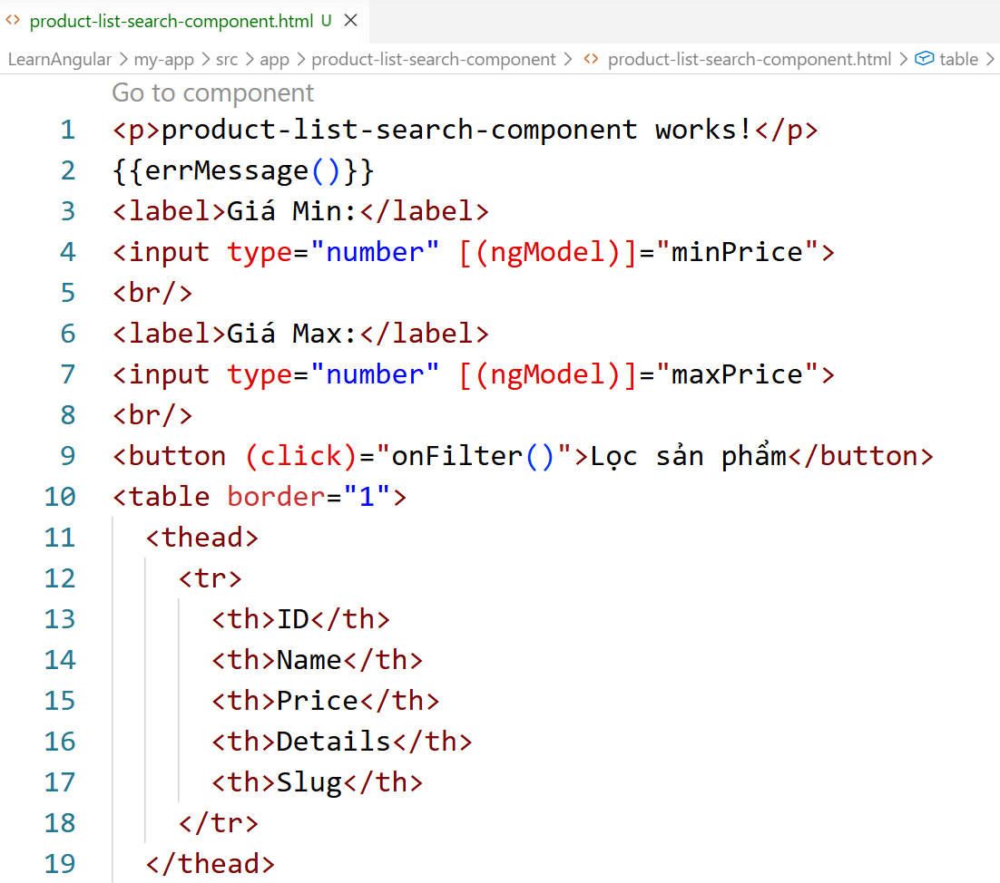 product-list-search-component.html U
LearnAngular > my-app > src > app > product-list-search-component > product-list-search-component.html > table >
Go to component
1 <p>product-list-search-component works!</p>
2 {{errMessage()}}
3 <label>Giá Min:</label>
4 <input type="number" [(ngModel)]="minPrice">
5 <br/>
6 <label>Giá Max:</label>
7 <input type="number" [(ngModel)]="maxPrice">
8 <br/>
9 <button (click)="onFilter()">Lọc sản phẩm</button>
10 <table border="1">
11 <thead>
12 <tr>
13 <th>ID</th>
14 <th>Name</th>
15 <th>Price</th>
16 <th>Details</th>
17 <th>Slug</th>
18 </tr>
19 </thead>